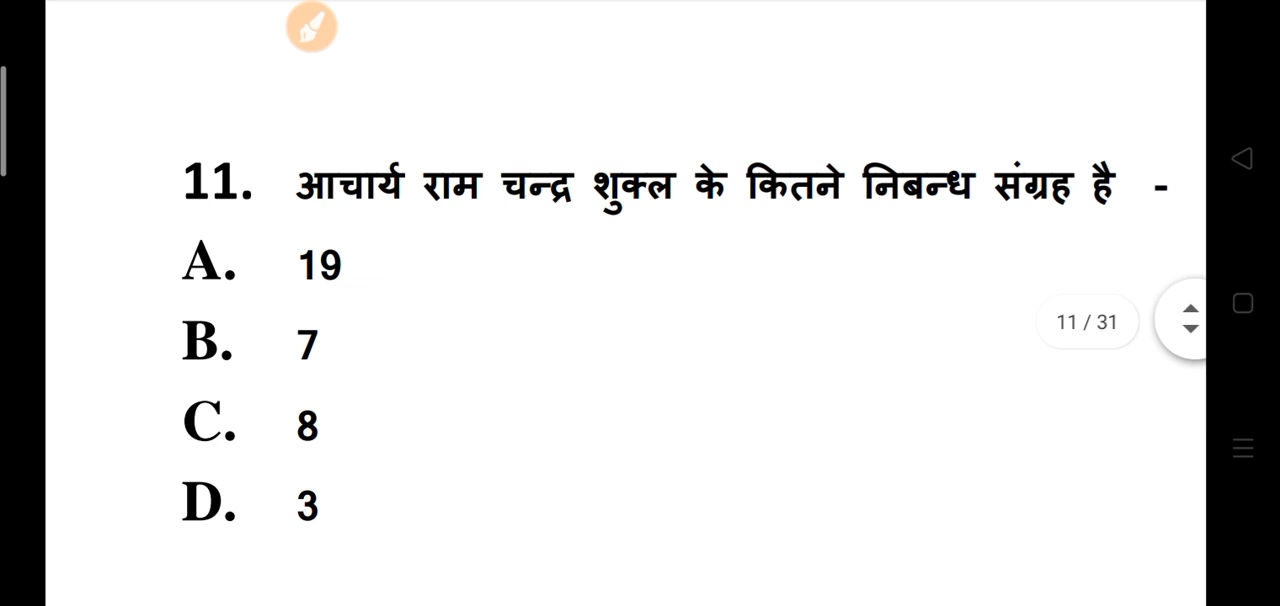 11. आचार्य राम चन्द्र शुक्ल के कितने निबन्ध संग्रह है -
A. 19
B. 7
11 / 31
C. 8
D. 3